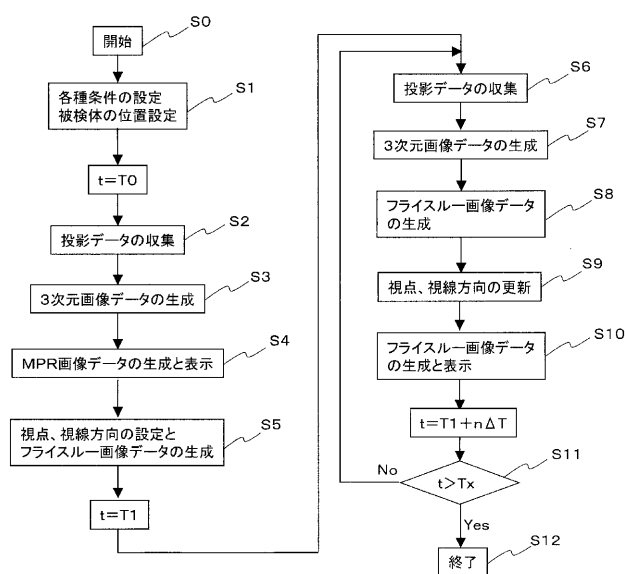 開始
S0
各種条件の設定
被検体の位置設定
S1
t=T0
投影データの収集
S2
3次元画像データの生成
S3
MPR画像データの生成と表示
S4
視点、視線方向の設定と
フライスルー画像データの生成
S5
t=T1
投影データの収集
S6
3次元画像データの生成
S7
フライスルー画像データ
の生成
S8
視点、視線方向の更新
S9
フライスルー画像データ
の生成と表示
S10
t=T1+nΔT
t>Tx
S11
No
Yes
終了
S12